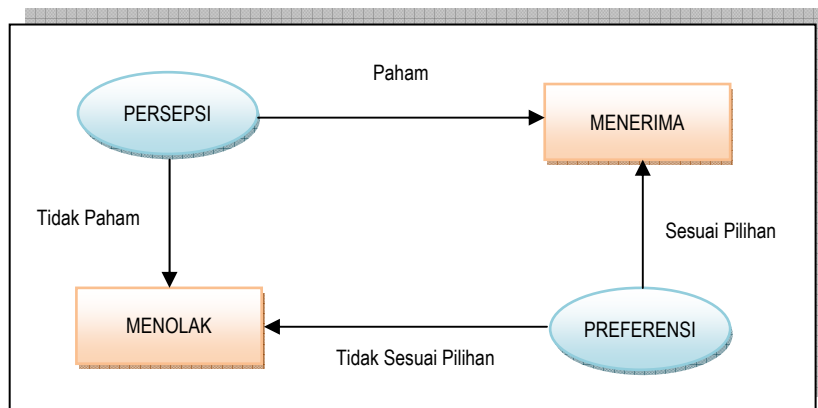 Paham
PERSEPSI
MENERIMA
Tidak Paham
Sesuai Pilihan
MENOLAK
PREFERENSI
Tidak Sesuai Pilihan